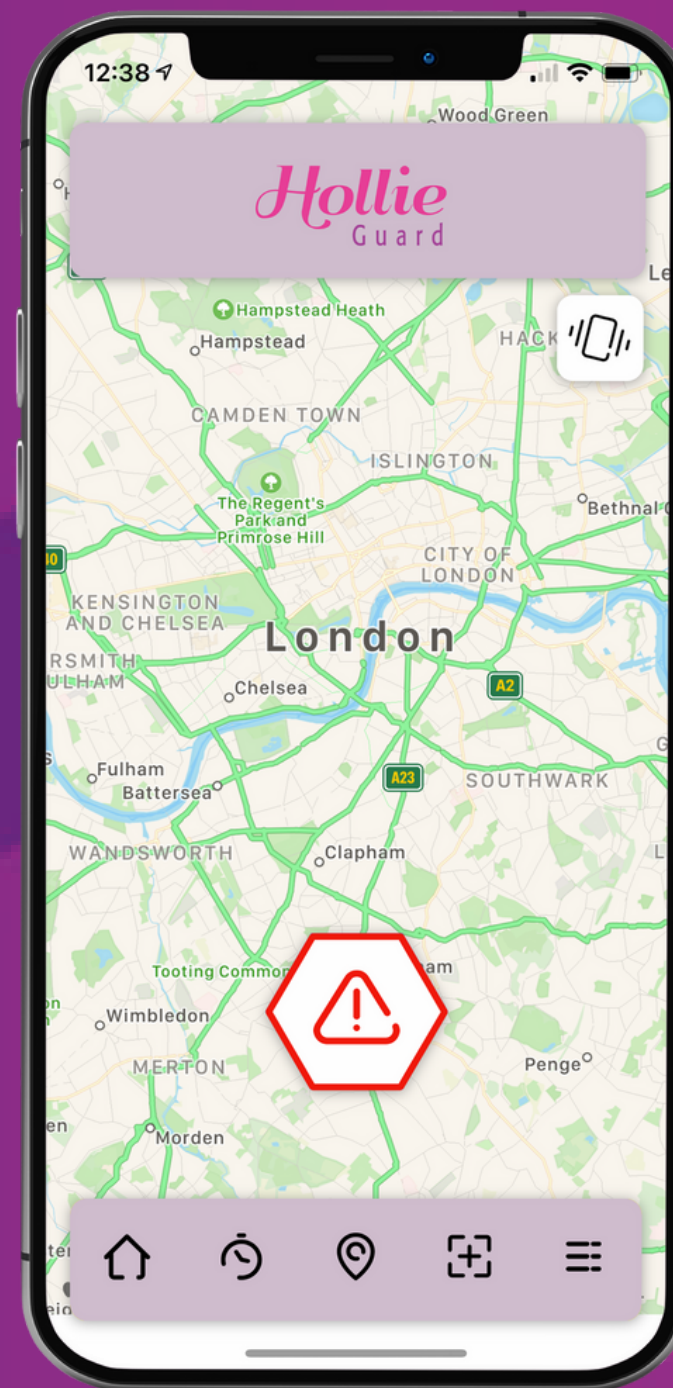 12:38
Wood Green
Hollie
Guard
Hampstead Heath
Hampstead
HACK
CAMDEN TOWN
ISLINGTON
The Regent's
Park and
Primrose Hill
Bethnal
CITY OF
LONDON
KENSINGTON
AND CHELSEA
London
RSMITH
ULHAM
Chelsea
A2
Fulham
Battersea
A23
SOUTHWARK
WANDSWORTH
Clapham
Tooting Common
am
Wimbledon
MERTON
Penge
en
Morden